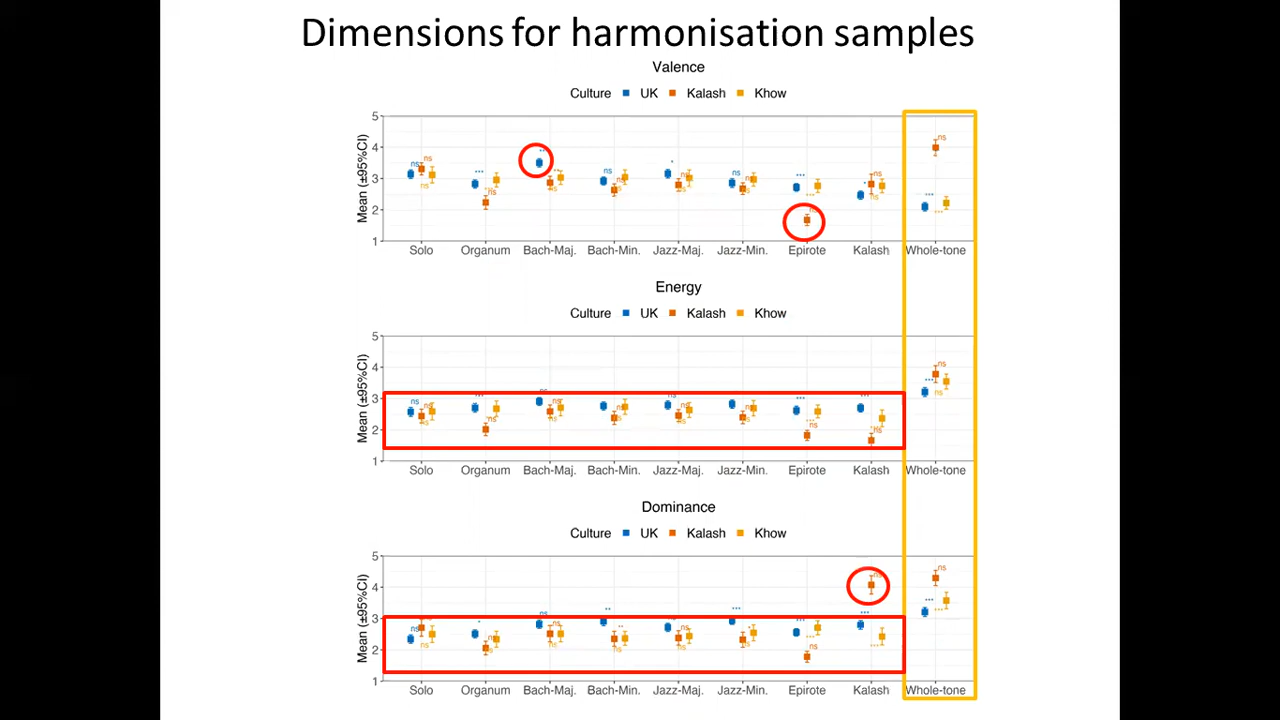 Dimensions for harmonisation samples
Valence
Culture UK Kalash Khow
Mean (±95%CI)
5
4
3
2
1
Solo Organum Bach-Maj. Bach-Min. Jazz-Maj. Jazz-Min. Epirote Kalash Whole-tone
Energy
Culture UK Kalash Khow
Mean (±95%CI)
5
4
3
2
1
Solo Organum Bach-Maj. Bach-Min. Jazz-Maj. Jazz-Min. Epirote Kalash Whole-tone
Dominance
Culture UK Kalash Khow
Mean (±95%CI)
5
4
3
2
1
Solo Organum Bach-Maj. Bach-Min. Jazz-Maj. Jazz-Min. Epirote Kalash Whole-tone